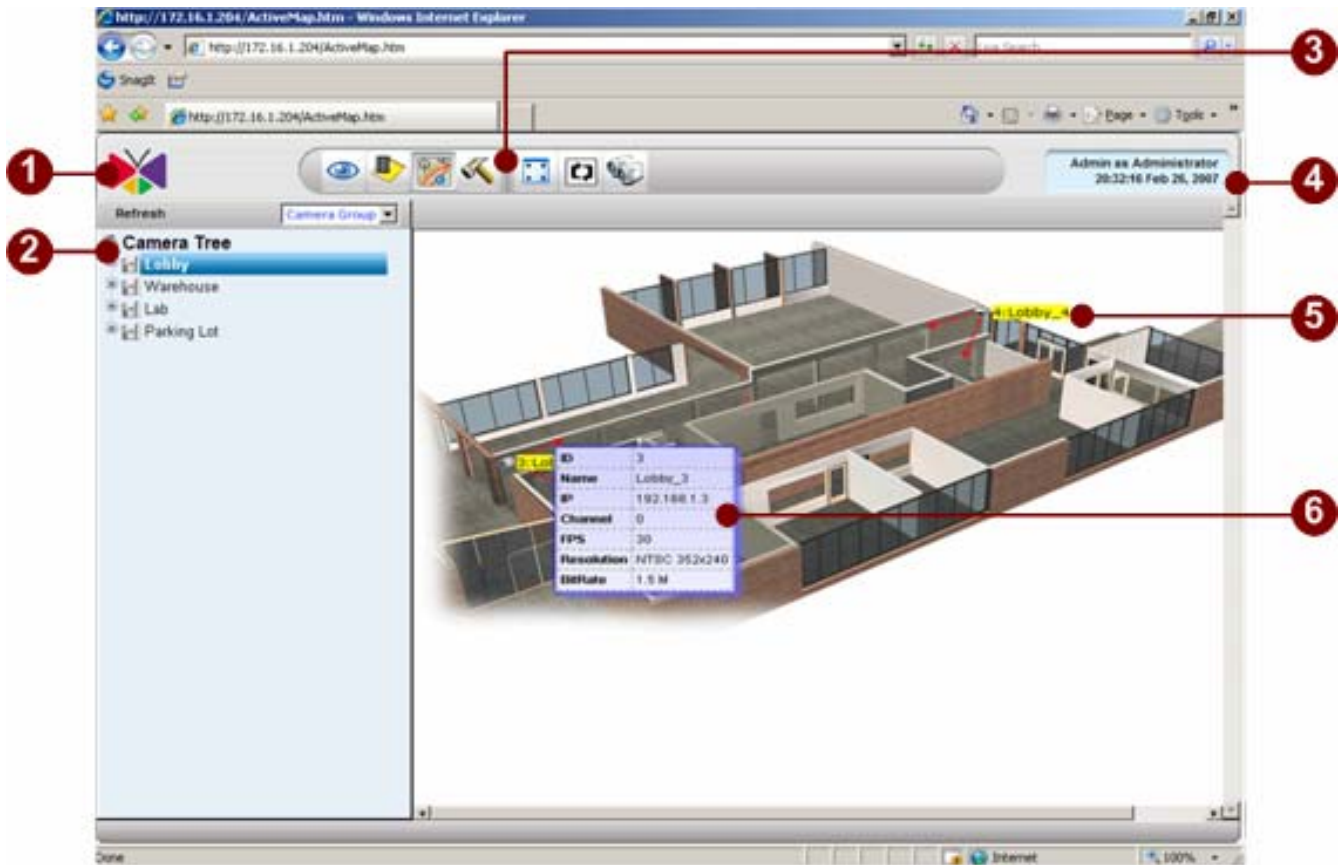 http://172.16.1.204/ActiveMap.htm - Windows Internet Explorer
http://172.16.1.204/ActiveMap.htm
Live Search
3
SnagIt
http://172.16.1.204/ActiveMap.htm
Page
Tools
1
Admin as Administrator
20:32:16 Feb 26, 2007
4
Refresh
Camera Group
2
Camera Tree
Lobby
Warehouse
Lab
Parking Lot
4:Lobby_4
5
3:Lob
ID 3
Name Lobby_3
IP 192.168.1.3
Channel 0
FPS 30
Resolution NTSC 352x240
BitRate 1.5 M
6
Done
Internet
100%